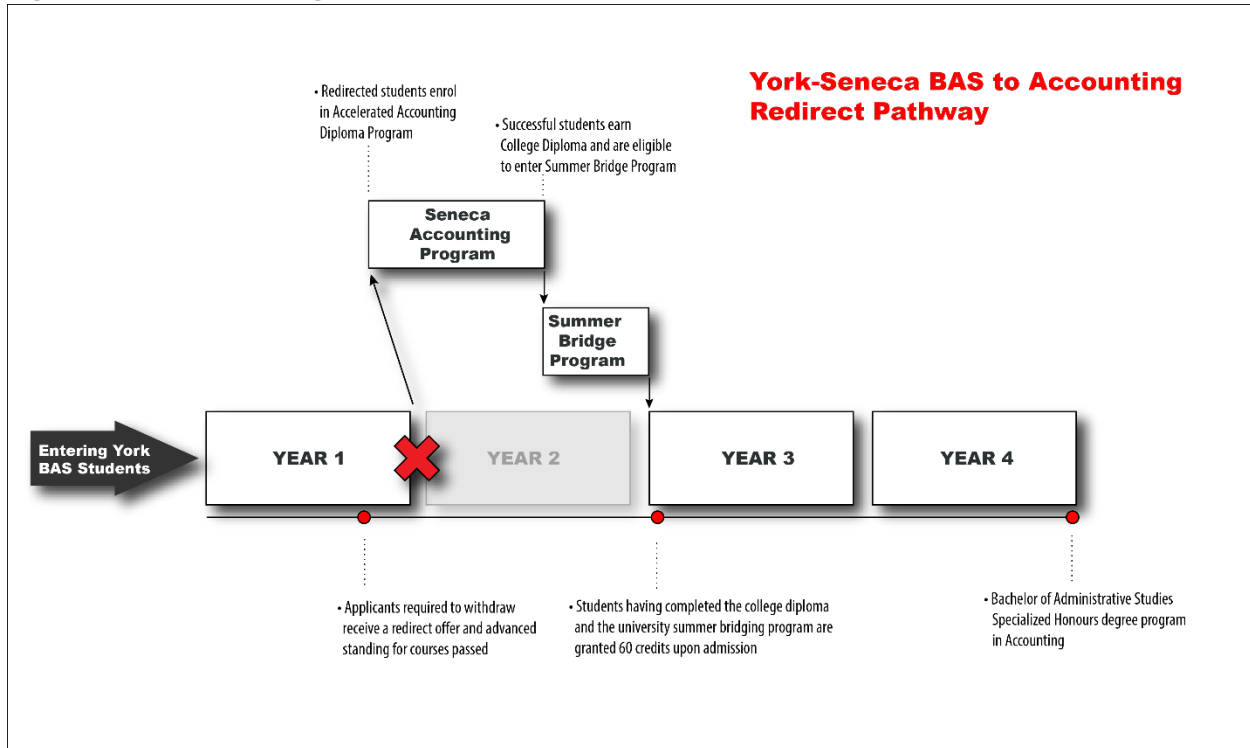 York-Seneca BAS to Accounting
Redirect Pathway
• Redirected students enrol
in Accelerated Accounting
Diploma Program
• Successful students earn
College Diploma and are eligible
to enter Summer Bridge Program
Seneca
Accounting
Program
Summer
Bridge
Program
Entering York
BAS Students
YEAR 1
YEAR 2
YEAR 3
YEAR 4
• Applicants required to withdraw
receive a redirect offer and advanced
standing for courses passed
• Students having completed the college diploma
and the university summer bridging program are
granted 60 credits upon admission
• Bachelor of Administrative Studies
Specialized Honours degree program
in Accounting